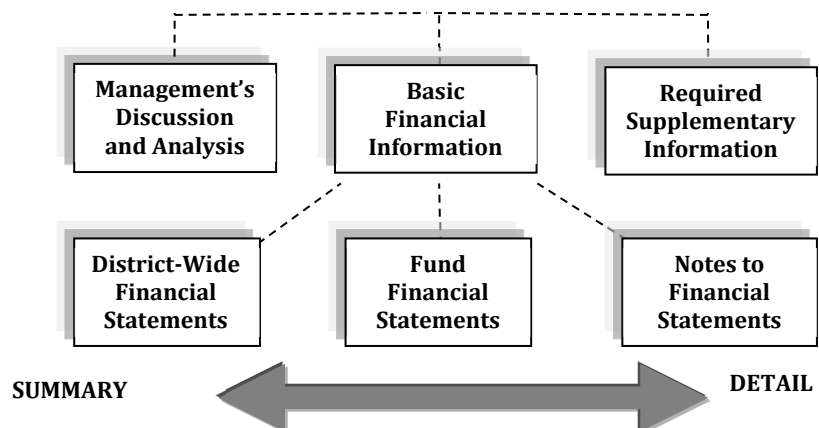 Management’s
Discussion
and Analysis
Basic
Financial
Information
Required
Supplementary
Information
District-Wide
Financial
Statements
Fund
Financial
Statements
Notes to
Financial
Statements
SUMMARY
DETAIL